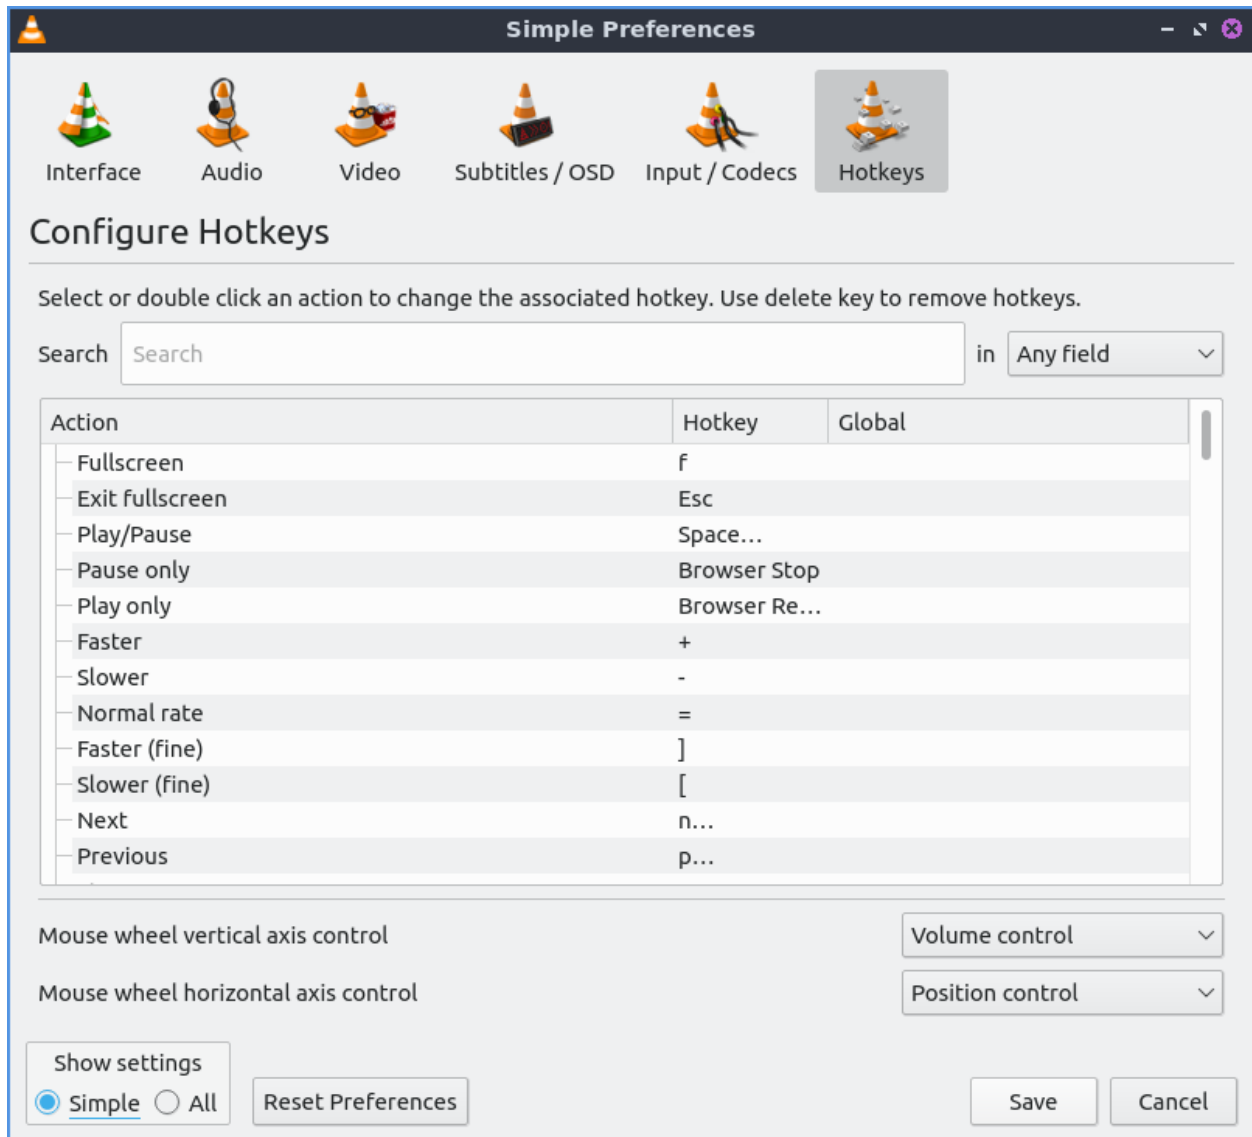 Simple Preferences
Interface Audio Video Subtitles / OSD Input / Codecs Hotkeys
Configure Hotkeys
Select or double click an action to change the associated hotkey. Use delete key to remove hotkeys.
Search Search in Any field
Action Hotkey Global
Fullscreen f
Exit fullscreen Esc
Play/Pause Space...
Pause only Browser Stop
Play only Browser Re...
Faster +
Slower -
Normal rate =
Faster (fine) ]
Slower (fine) [
Next n...
Previous p...
Mouse wheel vertical axis control Volume control
Mouse wheel horizontal axis control Position control
Show settings
Simple All Reset Preferences Save Cancel